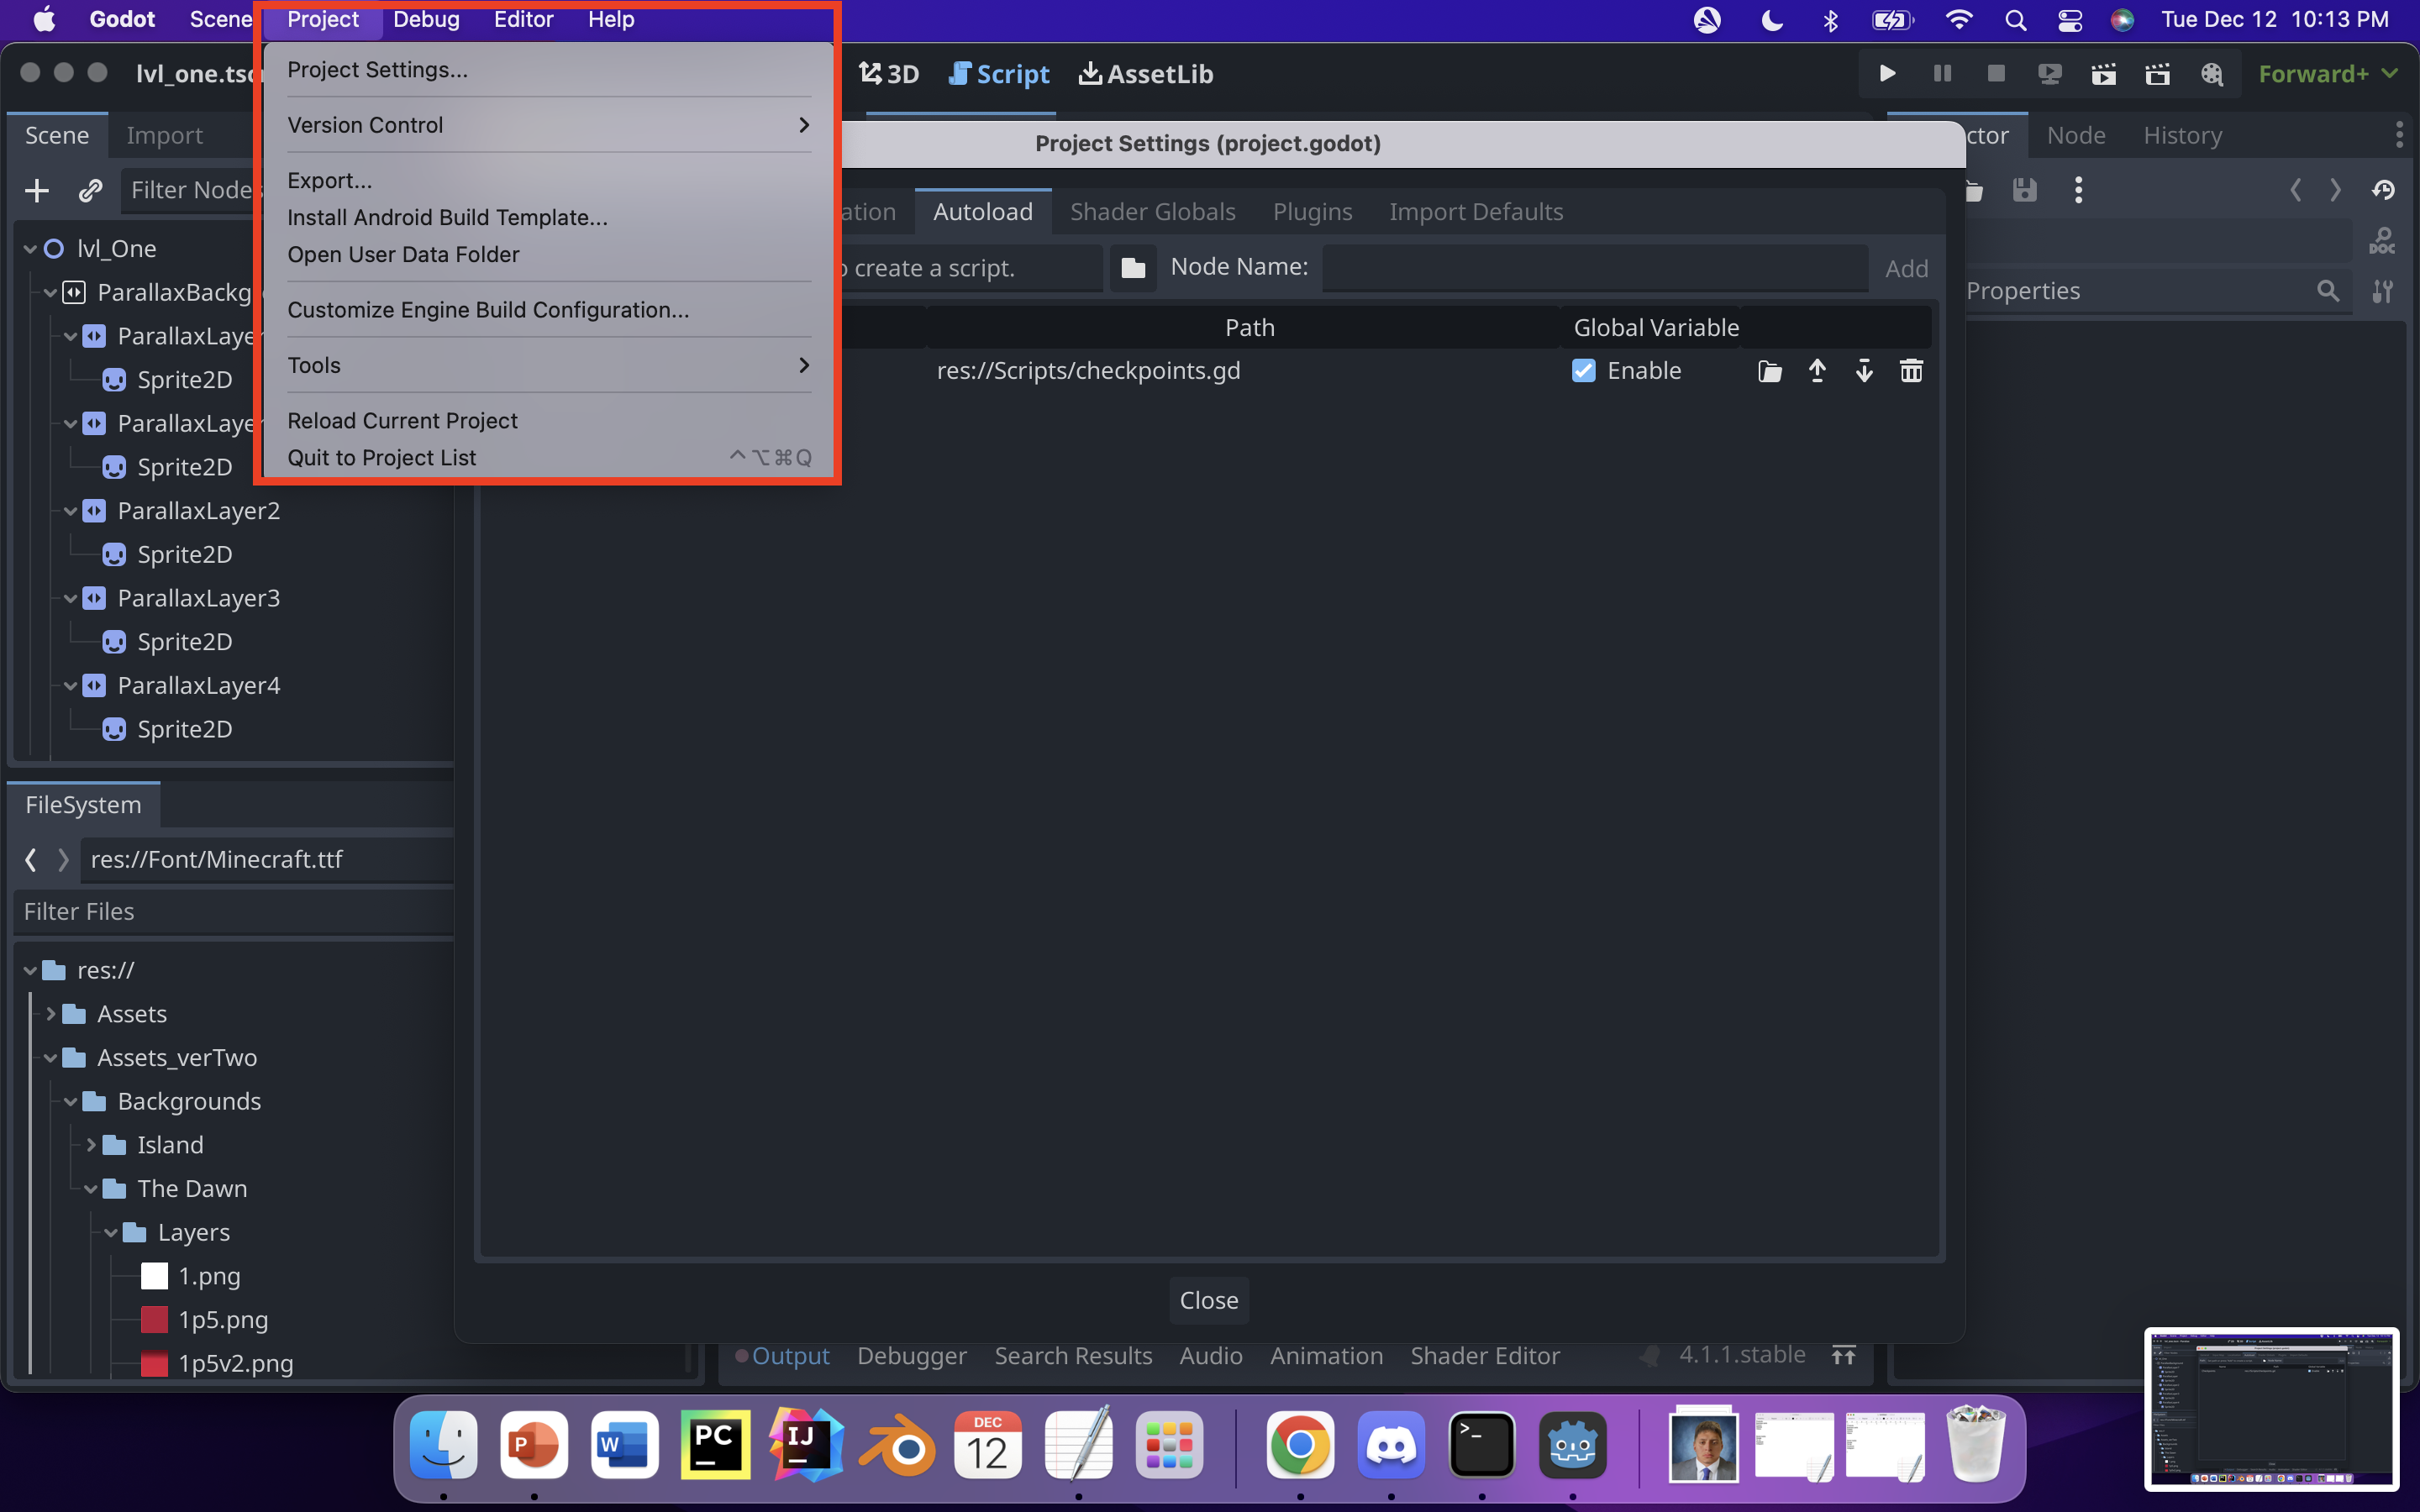 Godot Scene Project Debug Editor Help Tue Dec 12 10:13 PM
lvl_one.tsc 3D Script AssetLib Forward+
Project Settings...
Version Control
Export...
Install Android Build Template...
Open User Data Folder
Customize Engine Build Configuration...
Tools
Reload Current Project
Quit to Project List ^⌥⌘Q
Scene Import
Filter Nodes
lvl_One
ParallaxBackg
ParallaxLayer
Sprite2D
ParallaxLayer
Sprite2D
ParallaxLayer2
Sprite2D
ParallaxLayer3
Sprite2D
ParallaxLayer4
Sprite2D
Project Settings (project.godot)
ation Autoload Shader Globals Plugins Import Defaults
o create a script. Node Name: Add
Path Global Variable
res://Scripts/checkpoints.gd Enable
Close
ctor Node History
DOC
Properties
FileSystem
res://Font/Minecraft.ttf
Filter Files
res://
Assets
Assets_verTwo
Backgrounds
Island
The Dawn
Layers
1.png
1p5.png
1p5v2.png
Output Debugger Search Results Audio Animation Shader Editor 4.1.1.stable
P W PC IJ DEC
12
>_